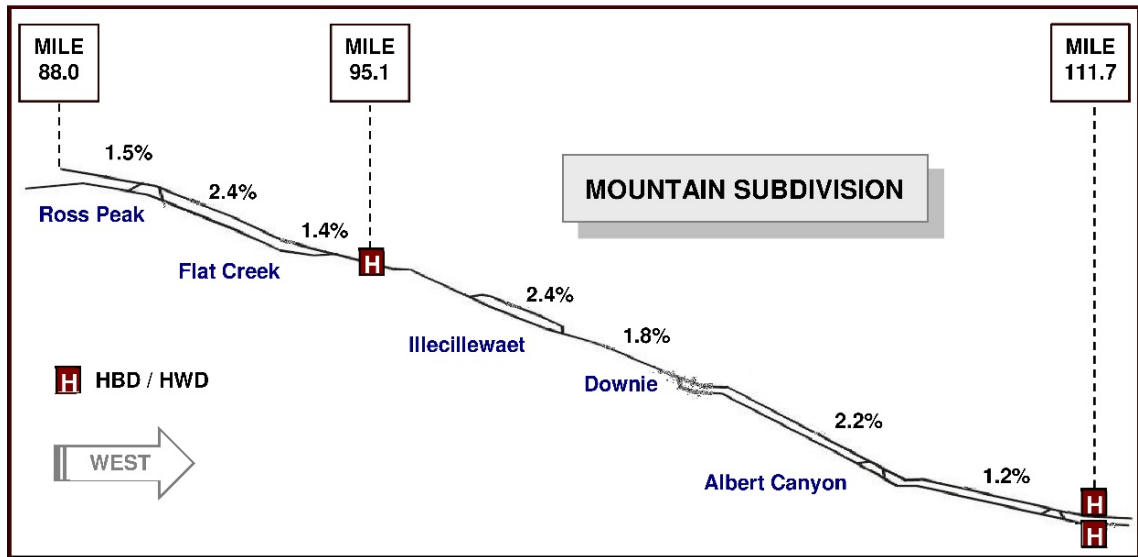 MILE
88.0
MILE
95.1
MILE
111.7
1.5%
2.4%
MOUNTAIN SUBDIVISION
Ross Peak
1.4%
Flat Creek
H
2.4%
Illecillewaet
1.8%
Downie
H HBD / HWD
2.2%
WEST
Albert Canyon
1.2%
H
H